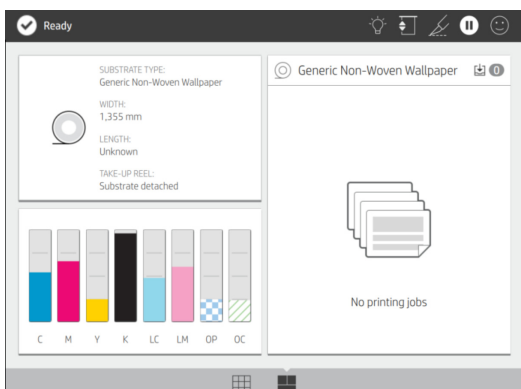 Ready
SUBSTRATE TYPE:
Generic Non-Woven Wallpaper
WIDTH:
1,355 mm
LENGTH:
Unknown
TAKE-UP REEL:
Substrate detached
C M Y K LC LM OP OC
Generic Non-Woven Wallpaper 0
No printing jobs